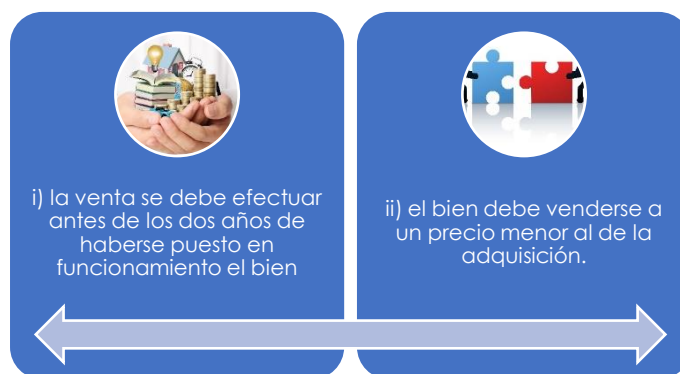 i) la venta se debe efectuar
antes de los dos años de
haberse puesto en
funcionamiento el bien
ii) el bien debe venderse a
un precio menor al de la
adquisición.